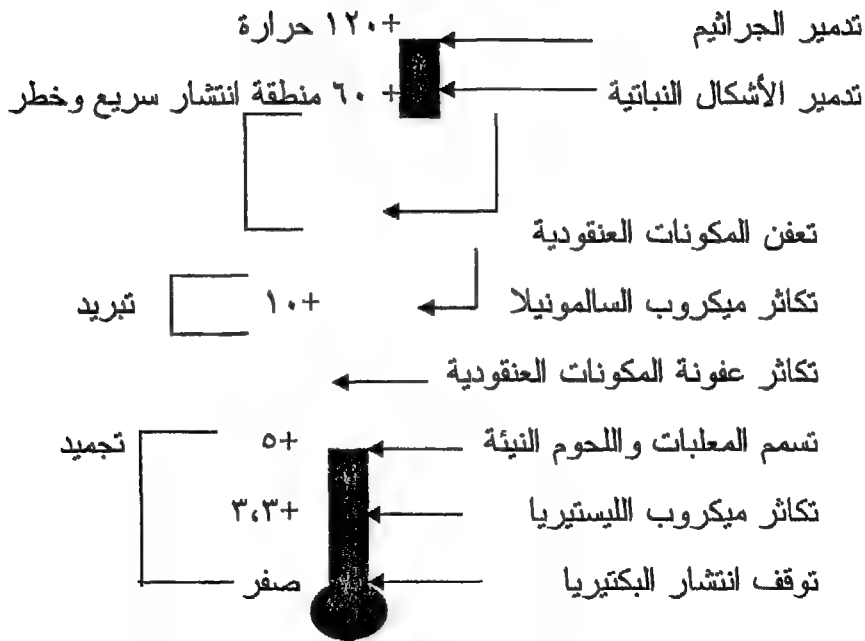 تدمير الجراثيم +١٢٠ حرارة
تدمير الأشكال النباتية +٦٠ منطقة انتشار سريع وخطر
تعفن المكونات العنقودية
تكاثر ميكروب السالمونيلا +١٠ تبريد
تكاثر عفونة المكونات العنقودية
تسمم المعلبات واللحوم النيئة +٥ تجميد
تكاثر ميكروب الليستيريا +٣،٣
توقف انتشار البكتيريا صفر